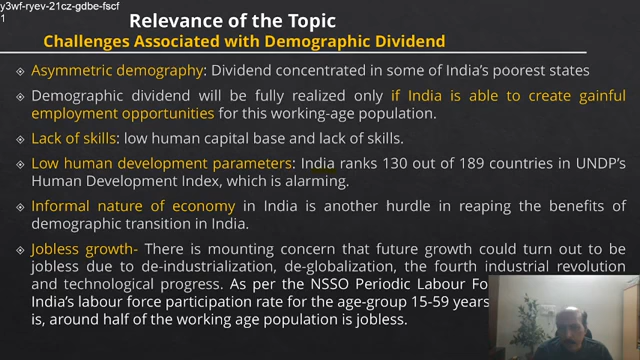 y3wf-ryev-21cz-gdbe-fscf
1
Relevance of the Topic
Challenges Associated with Demographic Dividend
Asymmetric demography: Dividend concentrated in some of India's poorest states
Demographic dividend will be fully realized only if India is able to create gainful
employment opportunities for this working-age population.
Lack of skills: low human capital base and lack of skills.
Low human development parameters: India ranks 130 out of 189 countries in UNDP's
Human Development Index, which is alarming.
Informal nature of economy in India is another hurdle in reaping the benefits of
demographic transition in India.
Jobless growth- There is mounting concern that future growth could turn out to be
jobless due to de-industrialization, de-globalization, the fourth industrial revolution
and technological progress. As per the NSSO Periodic Labour
India's labour force participation rate for the age-group 15-59 years
is, around half of the working age population is jobless.